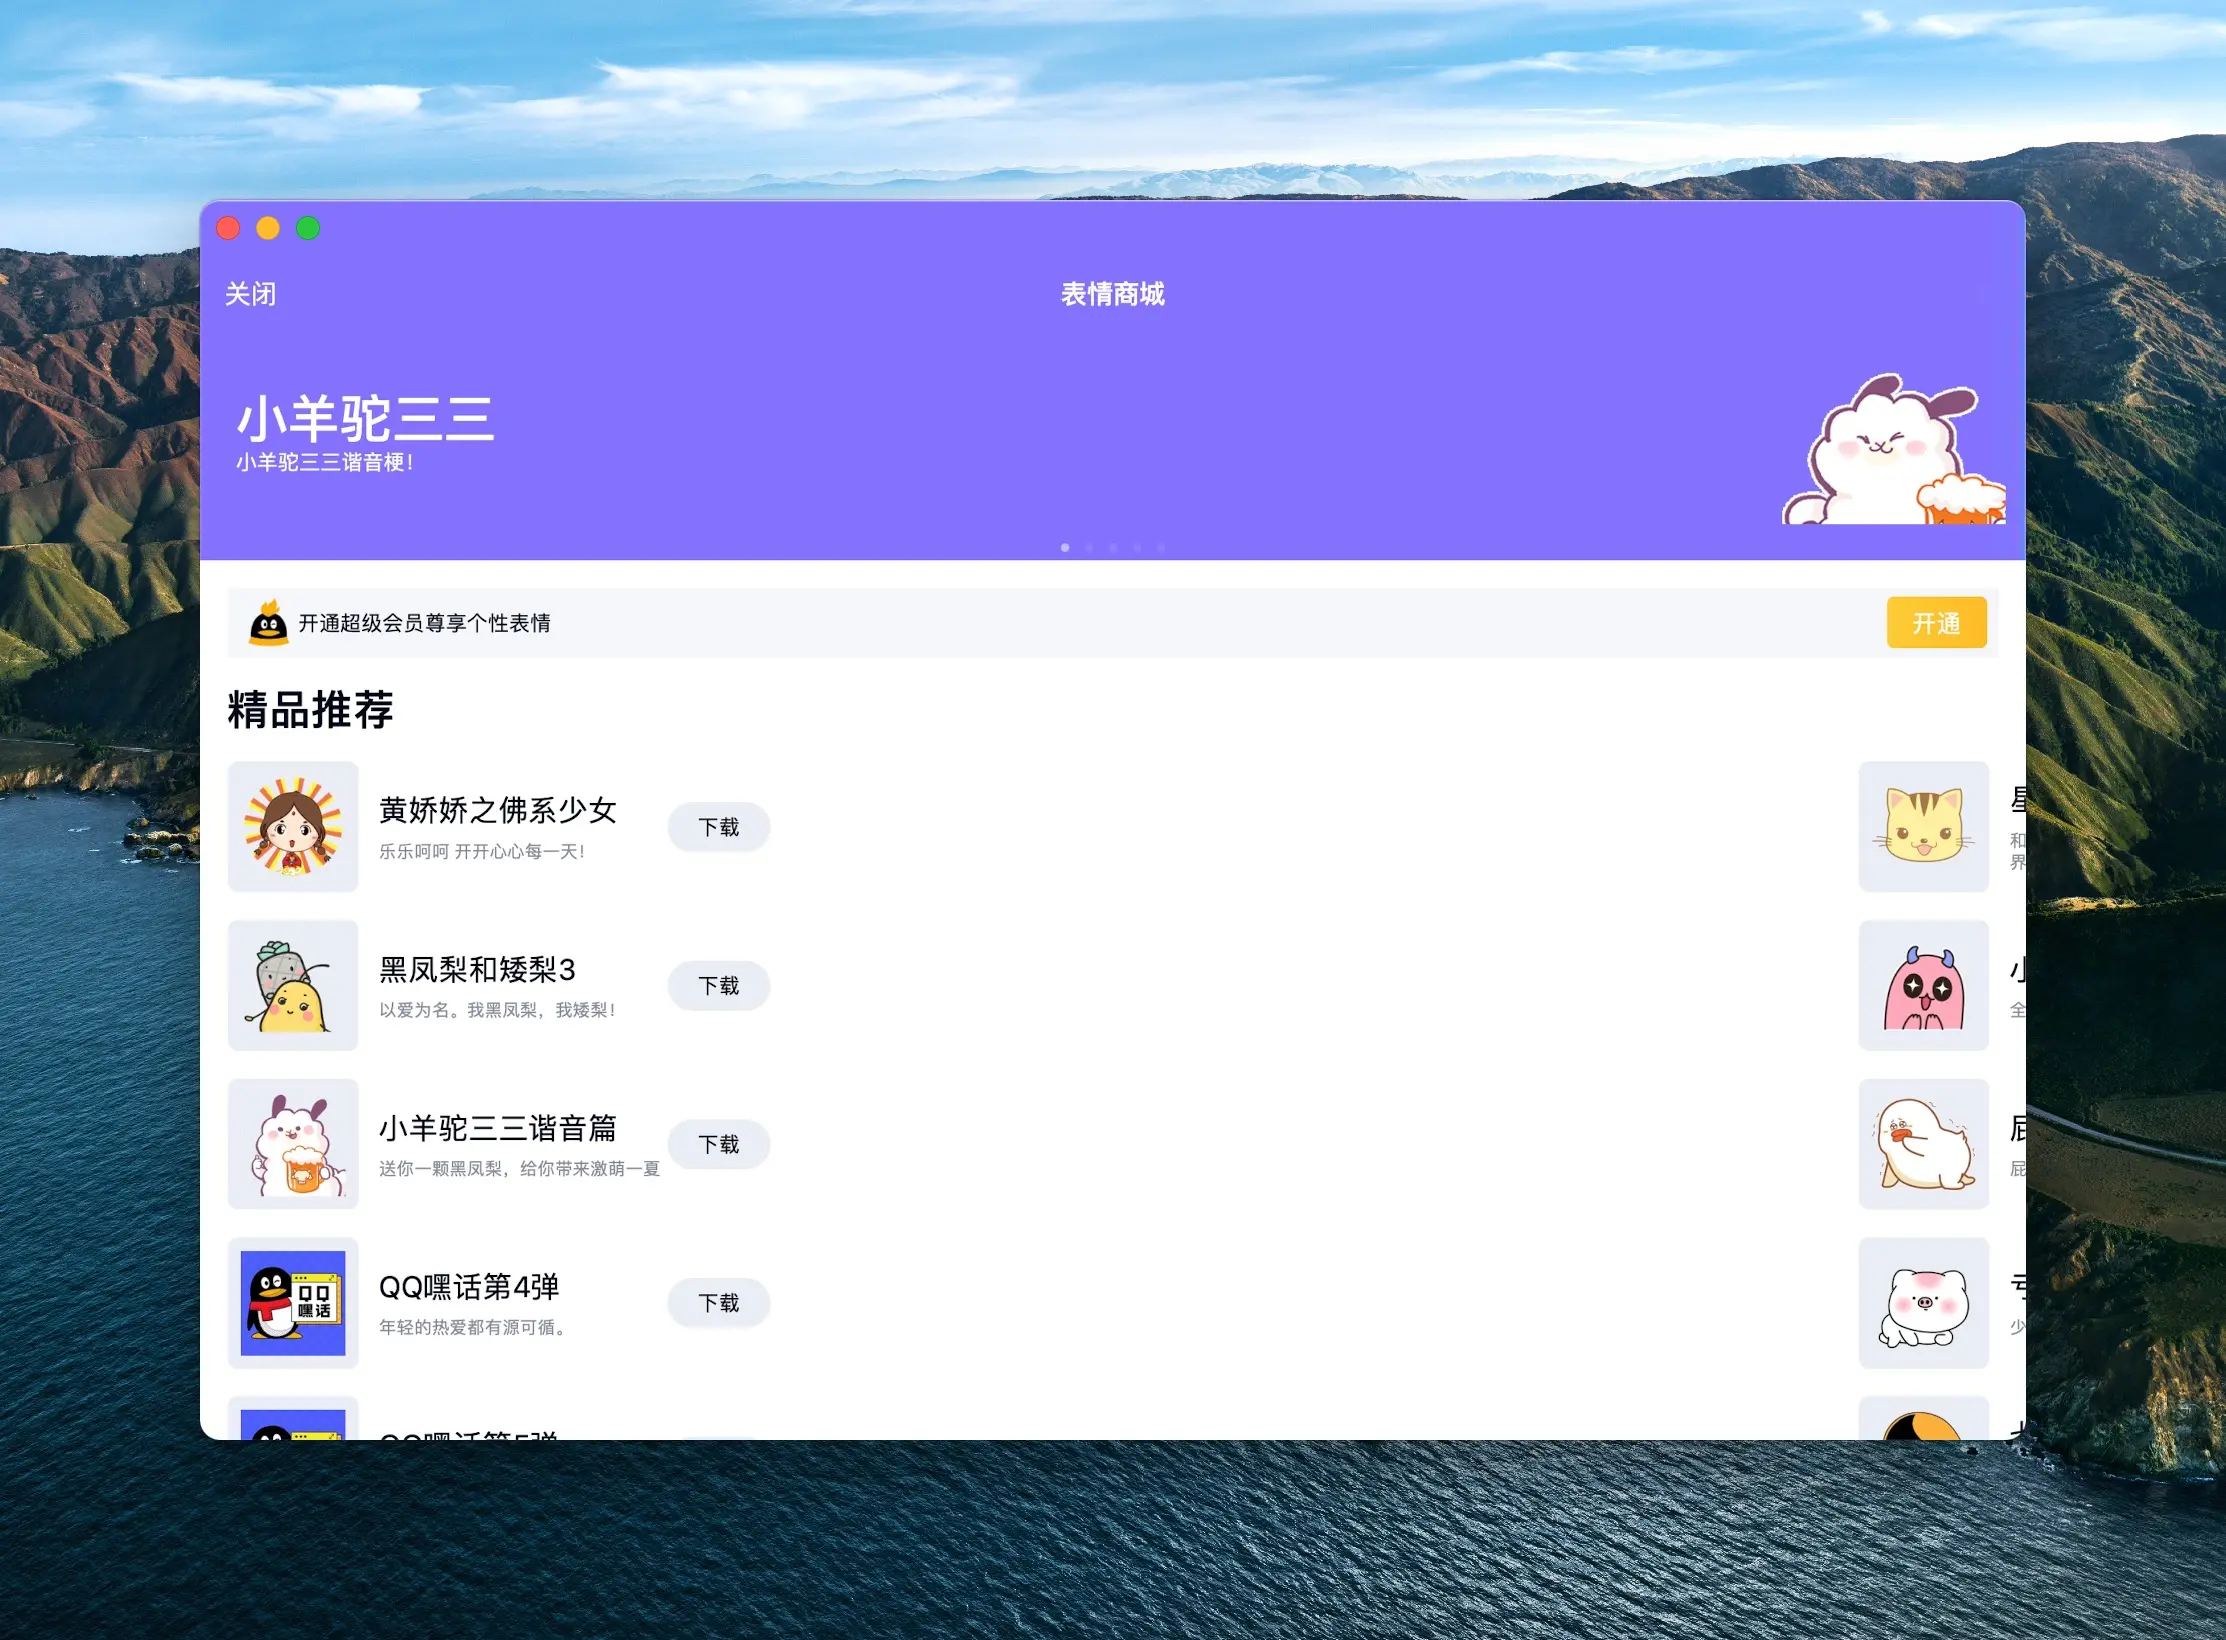 关闭
表情商城
小羊驼三三
小羊驼三三谐音梗!
开通超级会员尊享个性表情
开通
精品推荐
黄娇娇之佛系少女
乐乐呵呵 开开心心每一天!
下载
星
和
界
黑凤梨和矮梨3
以爱为名。我黑凤梨，我矮梨!
下载
小
全
小羊驼三三谐音篇
送你一颗黑凤梨，给你带来激萌一夏
下载
屁
屁
QQ嘿话第4弹
年轻的热爱都有源可循。
下载
QQ
嘿话
少
QQ嘿话第5弹